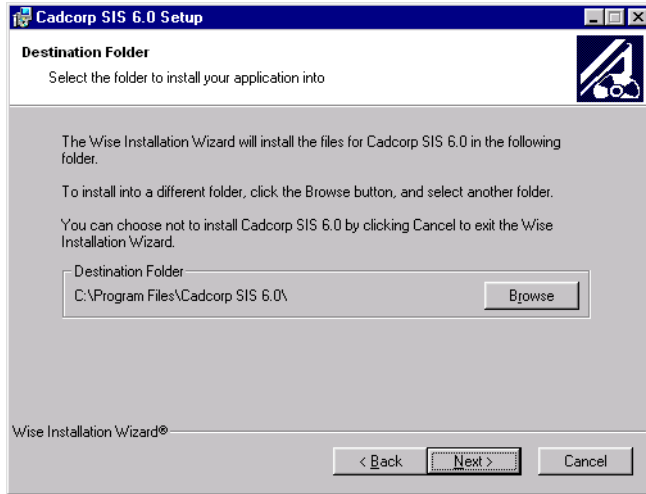 Cadcorp SIS 6.0 Setup
Destination Folder
Select the folder to install your application into
The Wise Installation Wizard will install the files for Cadcorp SIS 6.0 in the following
folder.
To install into a different folder, click the Browse button, and select another folder.
You can choose not to install Cadcorp SIS 6.0 by clicking Cancel to exit the Wise
Installation Wizard.
Destination Folder
C:\Program Files\Cadcorp SIS 6.0\
Browse
Wise Installation Wizard®
< Back
Next >
Cancel